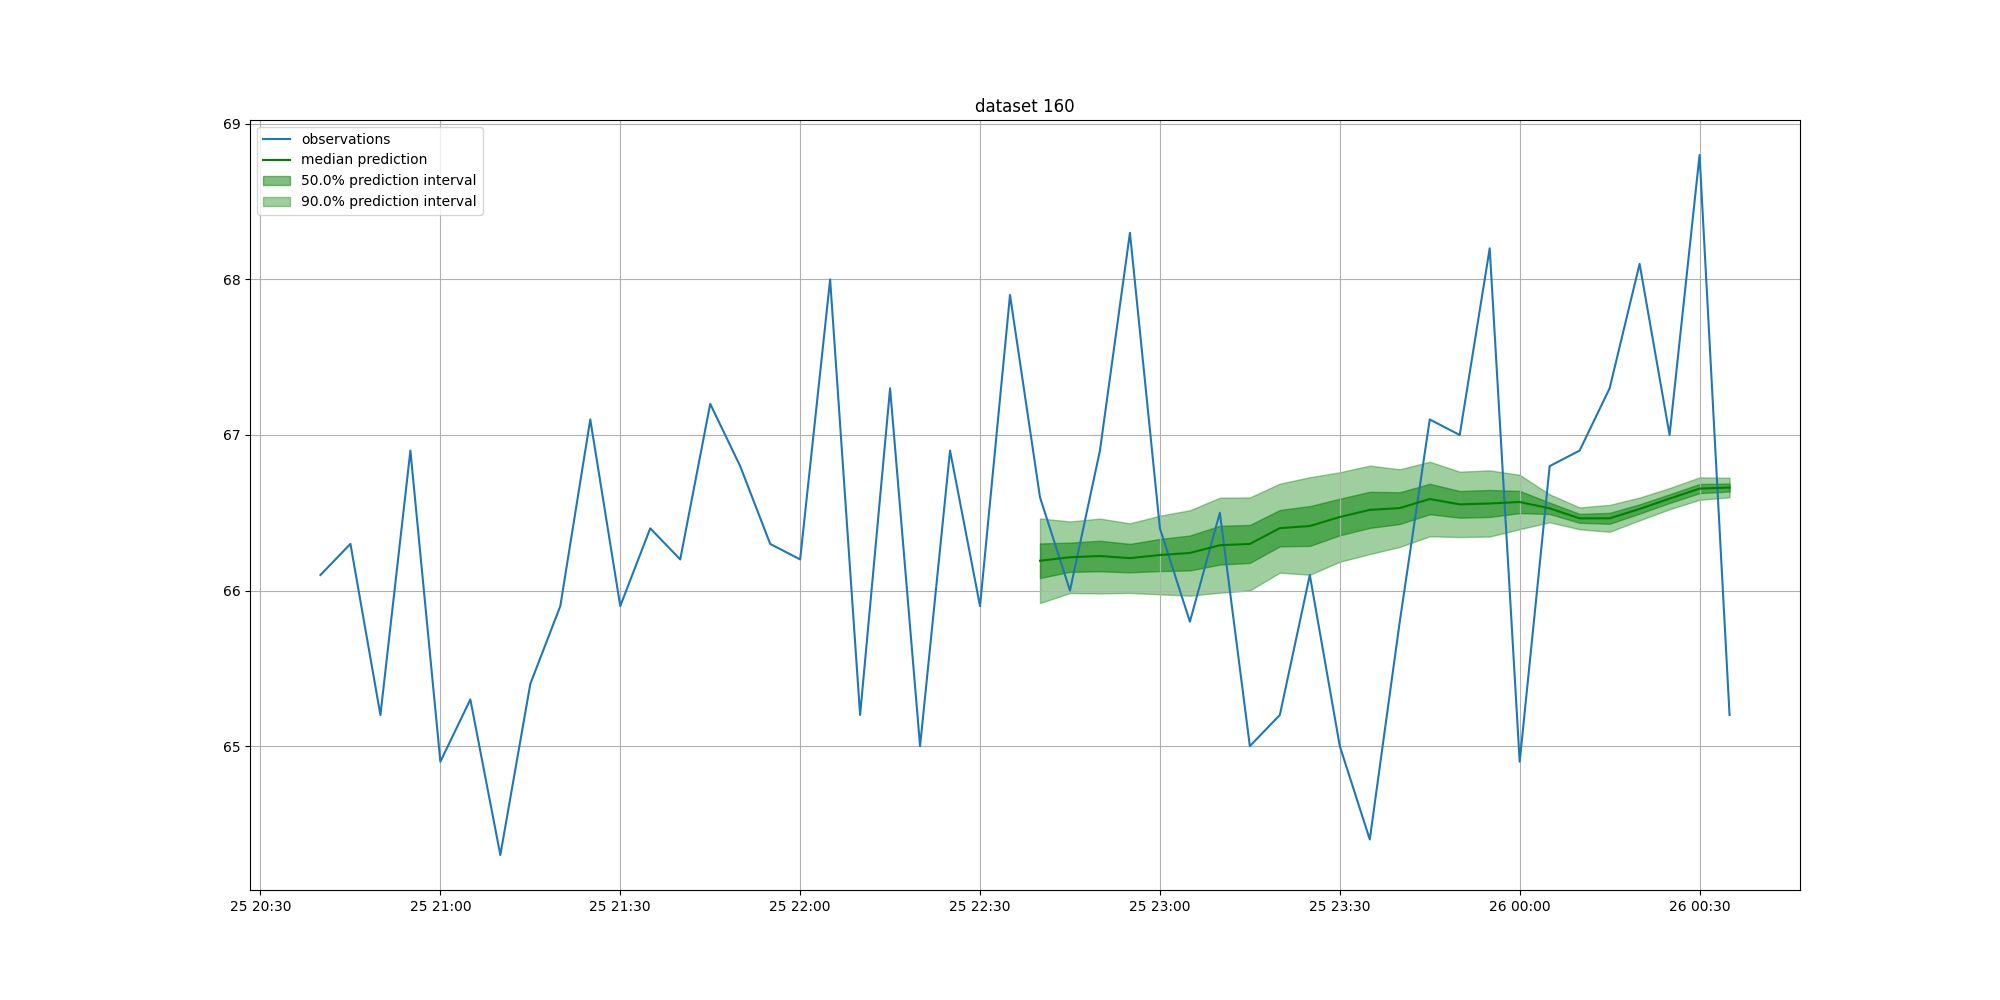 dataset 160
69
observations
median prediction
50.0% prediction interval
90.0% prediction interval
68
67
66
65
25 20:30 25 21:00 25 21:30 25 22:00 25 22:30 25 23:00 25 23:30 26 00:00 26 00:30